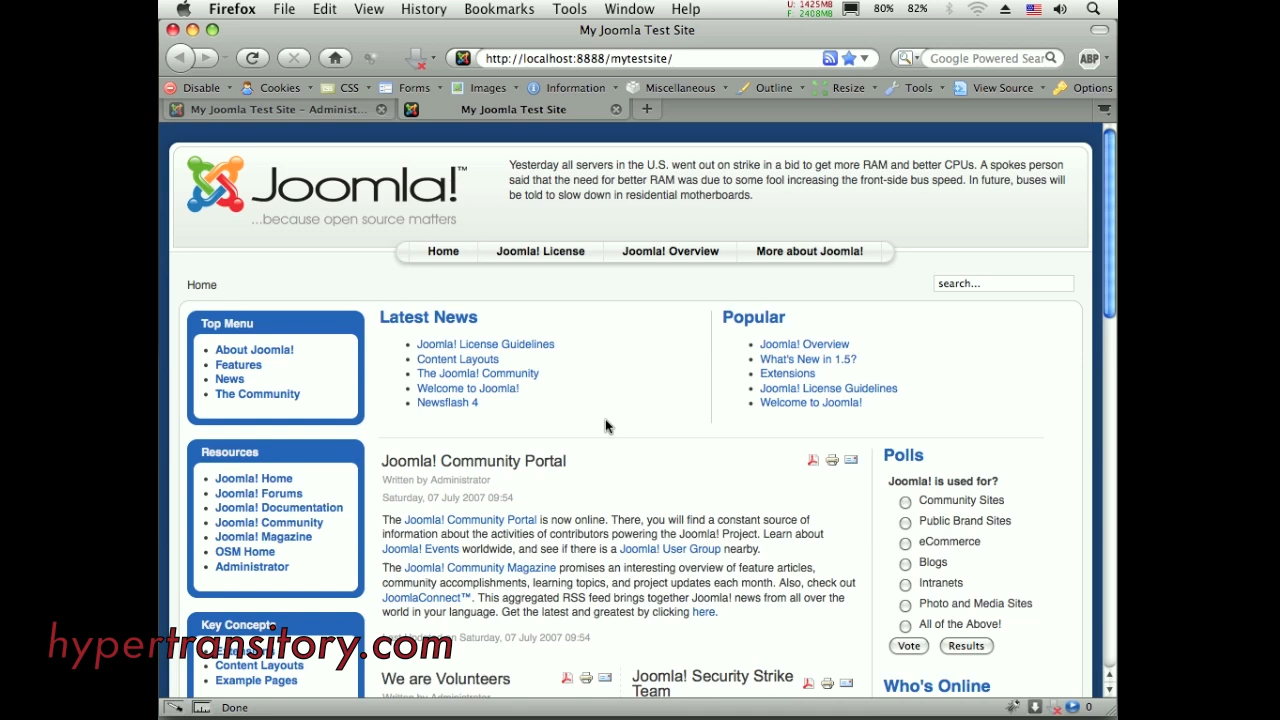 Firefox File Edit View History Bookmarks Tools Window Help
U: 1425MB
F: 2408MB
80% 82%
My Joomla Test Site
http://localhost:8888/mytestsite/
Google Powered Sear
ABP
Disable Cookies CSS Forms Images Information Miscellaneous Outline Resize Tools View Source Options
My Joomla Test Site - Administ...
My Joomla Test Site
Joomla!™
...because open source matters
Yesterday all servers in the U.S. went out on strike in a bid to get more RAM and better CPUs. A spokes person
said that the need for better RAM was due to some fool increasing the front-side bus speed. In future, buses will
be told to slow down in residential motherboards.
Home Joomla! License Joomla! Overview More about Joomla!
Home
search...
Top Menu
About Joomla!
Features
News
The Community
Resources
Joomla! Home
Joomla! Forums
Joomla! Documentation
Joomla! Community
Joomla! Magazine
OSM Home
Administrator
Key Concepts
Content Layouts
Example Pages
Latest News
Joomla! License Guidelines
Content Layouts
The Joomla! Community
Welcome to Joomla!
Newsflash 4
Popular
Joomla! Overview
What's New in 1.5?
Extensions
Joomla! License Guidelines
Welcome to Joomla!
Joomla! Community Portal
Written by Administrator
Saturday, 07 July 2007 09:54
The Joomla! Community Portal is now online. There, you will find a constant source of
information about the activities of contributors powering the Joomla! Project. Learn about
Joomla! Events worldwide, and see if there is a Joomla! User Group nearby.
The Joomla! Community Magazine promises an interesting overview of feature articles,
community accomplishments, learning topics, and project updates each month. Also, check out
JoomlaConnect™. This aggregated RSS feed brings together Joomla! news from all over the
world in your language. Get the latest and greatest by clicking here.
Last Updated on Saturday, 07 July 2007 09:54
We are Volunteers
Written by Administrator
Joomla! Security Strike
Team
Polls
Joomla! is used for?
Community Sites
Public Brand Sites
eCommerce
Blogs
Intranets
Photo and Media Sites
All of the Above!
Vote Results
Who's Online
hypertransitory.com
Done
0